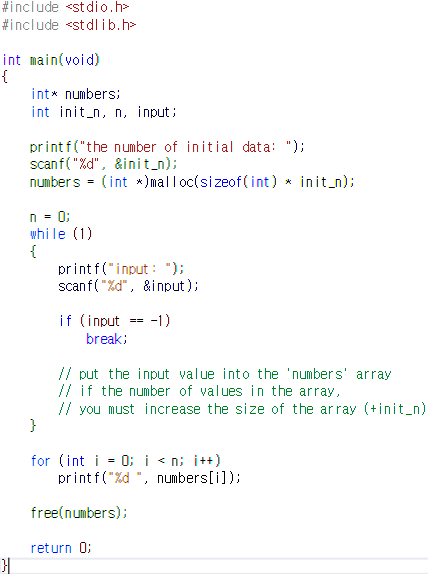 #include <stdio.h>
#include <stdlib.h>
int main(void)
{
int* numbers;
int init_n, n, input;
printf("the number of initial data: ");
scanf("%d", &init_n);
numbers = (int *)malloc(sizeof(int) * init_n);
n = 0;
while (1)
{
printf("input: ");
scanf("%d", &input);
if (input == -1)
break;
// put the input value into the 'numbers' array
// if the number of values in the array,
// you must increase the size of the array (+init_n)
}
for (int i = 0; i < n; i++)
printf("%d ", numbers[i]);
free(numbers);
return 0;
}